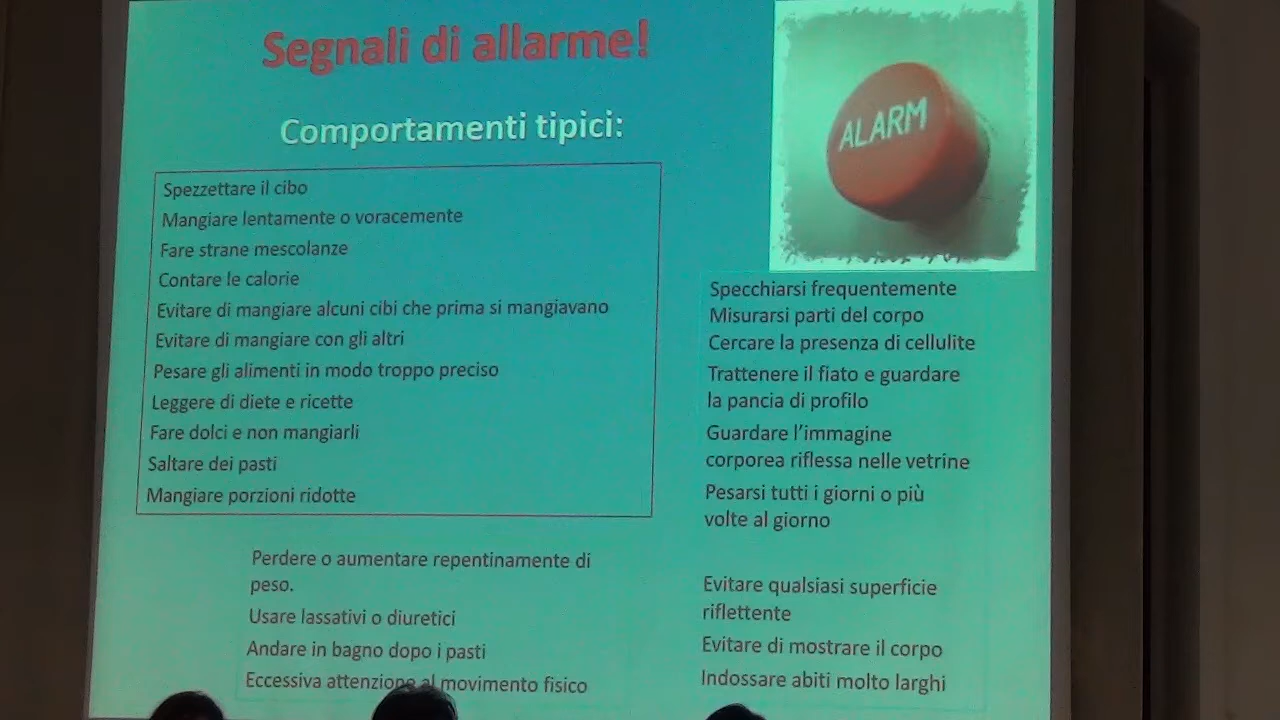 Segnali di allarme!
ALARM
Comportamenti tipici:
Spezzettare il cibo
Mangiare lentamente o voracemente
Fare strane mescolanze
Contare le calorie
Evitare di mangiare alcuni cibi che prima si mangiavano
Evitare di mangiare con gli altri
Pesare gli alimenti in modo troppo preciso
Leggere di diete e ricette
Fare dolci e non mangiarli
Saltare dei pasti
Mangiare porzioni ridotte
Perdere o aumentare repentinamente di
peso.
Usare lassativi o diuretici
Andare in bagno dopo i pasti
Eccessiva attenzione al movimento fisico
Specchiarsi frequentemente
Misurarsi parti del corpo
Cercare la presenza di cellulite
Trattenere il fiato e guardare
la pancia di profilo
Guardare l'immagine
corporea riflessa nelle vetrine
Pesarsi tutti i giorni o più
volte al giorno
Evitare qualsiasi superficie
riflettente
Evitare di mostrare il corpo
Indossare abiti molto larghi